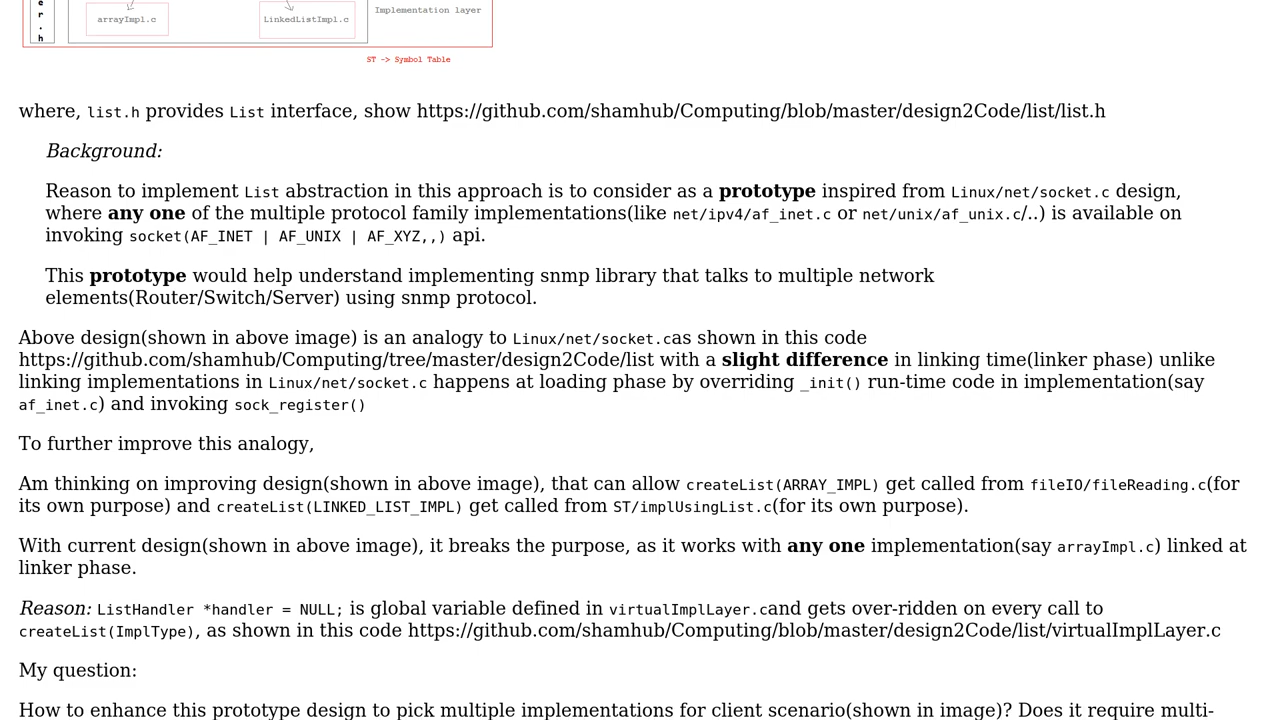 e
r
.
h
arrayImpl.c
LinkedListImpl.c
Implementation layer
ST -> Symbol Table
where, list.h provides List interface, show https://github.com/shamhub/Computing/blob/master/design2Code/list/list.h
Background:
Reason to implement List abstraction in this approach is to consider as a prototype inspired from Linux/net/socket.c design,
where any one of the multiple protocol family implementations(like net/ipv4/af_inet.c or net/unix/af_unix.c/..) is available on
invoking socket(AF_INET | AF_UNIX | AF_XYZ,,) api.
This prototype would help understand implementing snmp library that talks to multiple network
elements(Router/Switch/Server) using snmp protocol.
Above design(shown in above image) is an analogy to Linux/net/socket.cas shown in this code
https://github.com/shamhub/Computing/tree/master/design2Code/list with a slight difference in linking time(linker phase) unlike
linking implementations in Linux/net/socket.c happens at loading phase by overriding _init() run-time code in implementation(say
af_inet.c) and invoking sock_register()
To further improve this analogy,
Am thinking on improving design(shown in above image), that can allow createList(ARRAY_IMPL) get called from fileIO/fileReading.c(for
its own purpose) and createList(LINKED_LIST_IMPL) get called from ST/implUsingList.c(for its own purpose).
With current design(shown in above image), it breaks the purpose, as it works with any one implementation(say arrayImpl.c) linked at
linker phase.
Reason: ListHandler *handler = NULL; is global variable defined in virtualImplLayer.cand gets over-ridden on every call to
createList(ImplType), as shown in this code https://github.com/shamhub/Computing/blob/master/design2Code/list/virtualImplLayer.c
My question:
How to enhance this prototype design to pick multiple implementations for client scenario(shown in image)? Does it require multi-